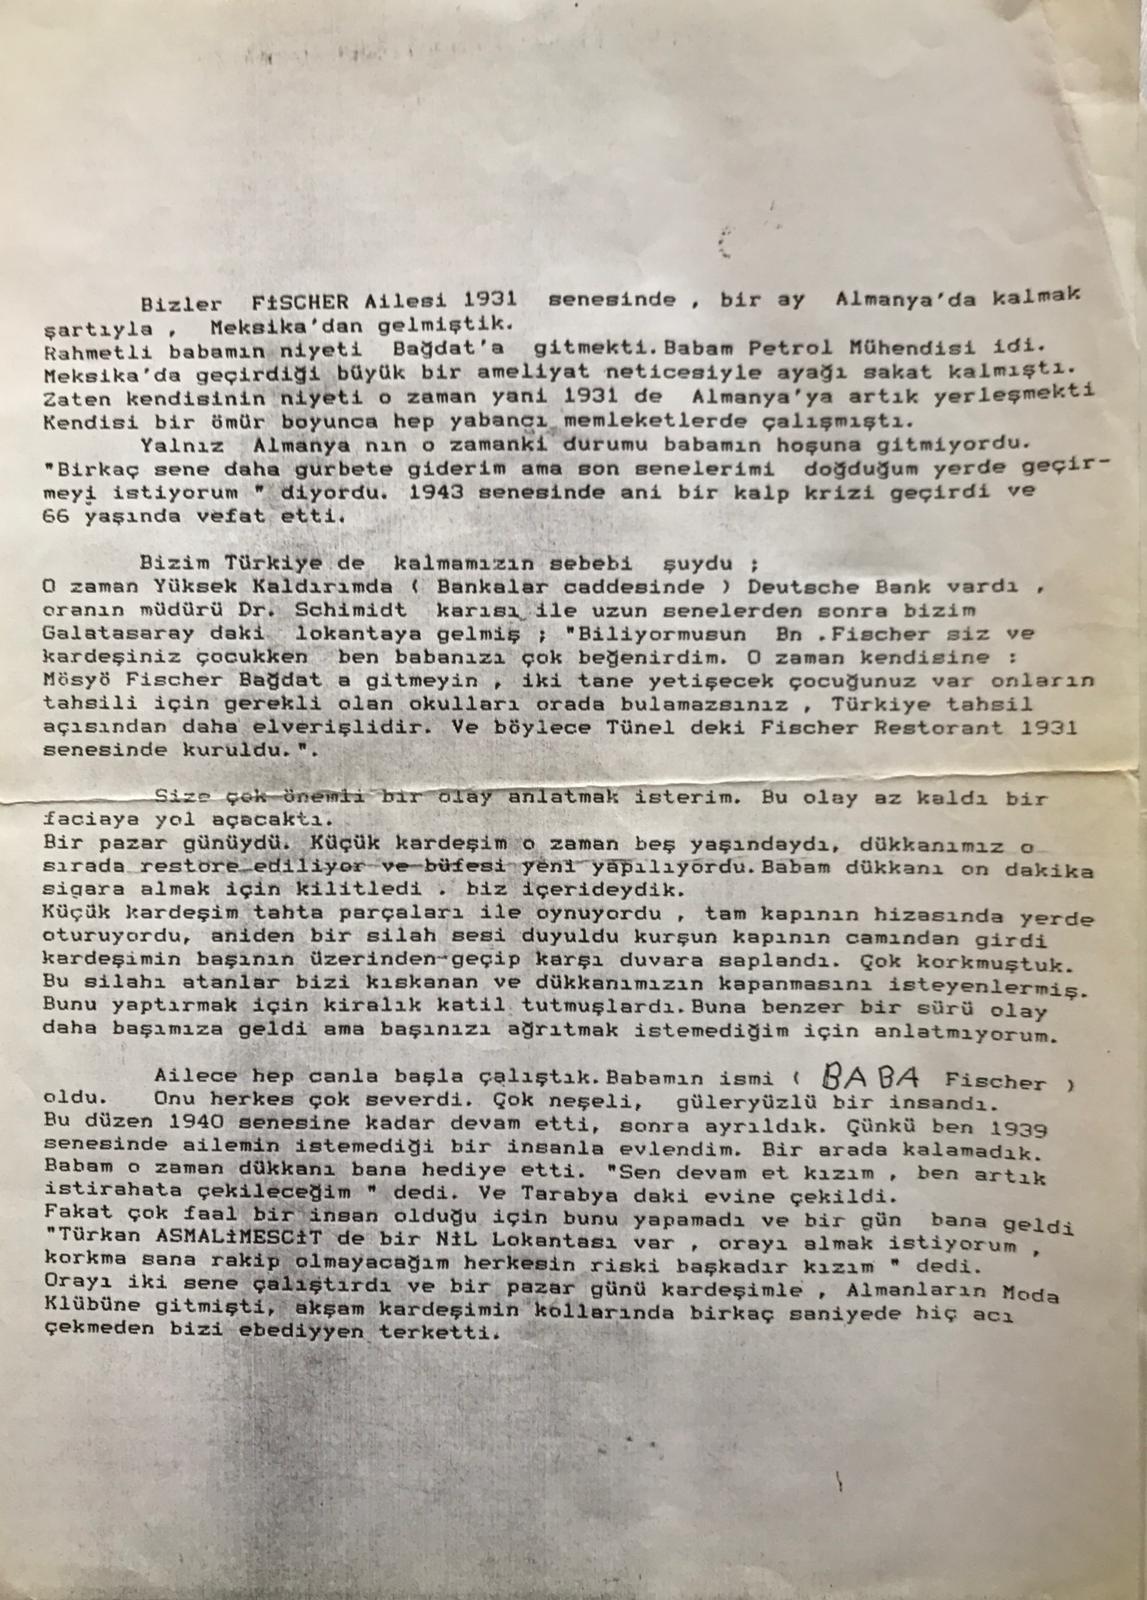 Bizler FİSCHER Ailesi 1931 senesinde , bir ay Almanya'da kalmak
şartıyla , Meksika'dan gelmiştik.
Rahmetli babamın niyeti Bağdat'a gitmekti.Babam Petrol Mühendisi idi.
Meksika'da geçirdiği büyük bir ameliyat neticesiyle ayağı sakat kalmıştı.
Zaten kendisinin niyeti o zaman yani 1931 de Almanya'ya artık yerleşmekti
Kendisi bir ömür boyunca hep yabancı memleketlerde çalışmıştı.
Yalnız Almanya nın o zamanki durumu babamın hoşuna gitmiyordu.
"Birkaç sene daha gurbete giderim ama son senelerimi doğduğum yerde geçir-
meyi istiyorum " diyordu. 1943 senesinde ani bir kalp krizi geçirdi ve
66 yaşında vefat etti.
Bizim Türkiye de kalmamızın sebebi şuydu ;
O zaman Yüksek Kaldırımda ( Bankalar caddesinde ) Deutsche Bank vardı ,
oranın müdürü Dr. Schimidt karısı ile uzun senelerden sonra bizim
Galatasaray daki lokantaya gelmiş ; "Biliyormusun Bn .Fischer siz ve
kardeşiniz çocukken ben babanızı çok beğenirdim. O zaman kendisine :
Mösyö Fischer Bağdat a gitmeyin , iki tane yetişecek çocuğunuz var onların
tahsili için gerekli olan okulları orada bulamazsınız , Türkiye tahsil
açısından daha elverişlidir. Ve böylece Tünel deki Fischer Restorant 1931
senesinde kuruldu.".
Size çok önemli bir olay anlatmak isterim. Bu olay az kaldı bir
faciaya yol açacaktı.
Bir pazar günüydü. Küçük kardeşim o zaman beş yaşındaydı, dükkanımız o
sırada restore ediliyor ve büfesi yeni yapılıyordu.Babam dükkanı on dakika
sigara almak için kilitledi . biz içerideydik.
Küçük kardeşim tahta parçaları ile oynuyordu , tam kapının hizasında yerde
oturuyordu, aniden bir silah sesi duyuldu kurşun kapının camından girdi
kardeşimin başının üzerinden geçip karşı duvara saplandı. Çok korkmuştuk.
Bu silahı atanlar bizi kıskanan ve dükkanımızın kapanmasını isteyenlermiş.
Bunu yaptırmak için kiralık katil tutmuşlardı.Buna benzer bir sürü olay
daha başımıza geldi ama başınızı ağrıtmak istemediğim için anlatmıyorum.
Ailece hep canla başla çalıştık.Babamın ismi ( BABA Fischer )
oldu. Onu herkes çok severdi. Çok neşeli, güleryüzlü bir insandı.
Bu düzen 1940 senesine kadar devam etti, sonra ayrıldık. Çünkü ben 1939
senesinde ailemin istemediği bir insanla evlendim. Bir arada kalamadık.
Babam o zaman dükkanı bana hediye etti. "Sen devam et kızım , ben artık
istirahata çekileceğim " dedi. Ve Tarabya daki evine çekildi.
Fakat çok faal bir insan olduğu için bunu yapamadı ve bir gün bana geldi
"Türkan ASMALİMESCİT de bir NİL Lokantası var , orayı almak istiyorum ,
korkma sana rakip olmayacağım herkesin riski başkadır kızım " dedi.
Orayı iki sene çalıştırdı ve bir pazar günü kardeşimle , Almanların Moda
Klübüne gitmişti, akşam kardeşimin kollarında birkaç saniyede hiç acı
çekmeden bizi ebediyyen terketti.